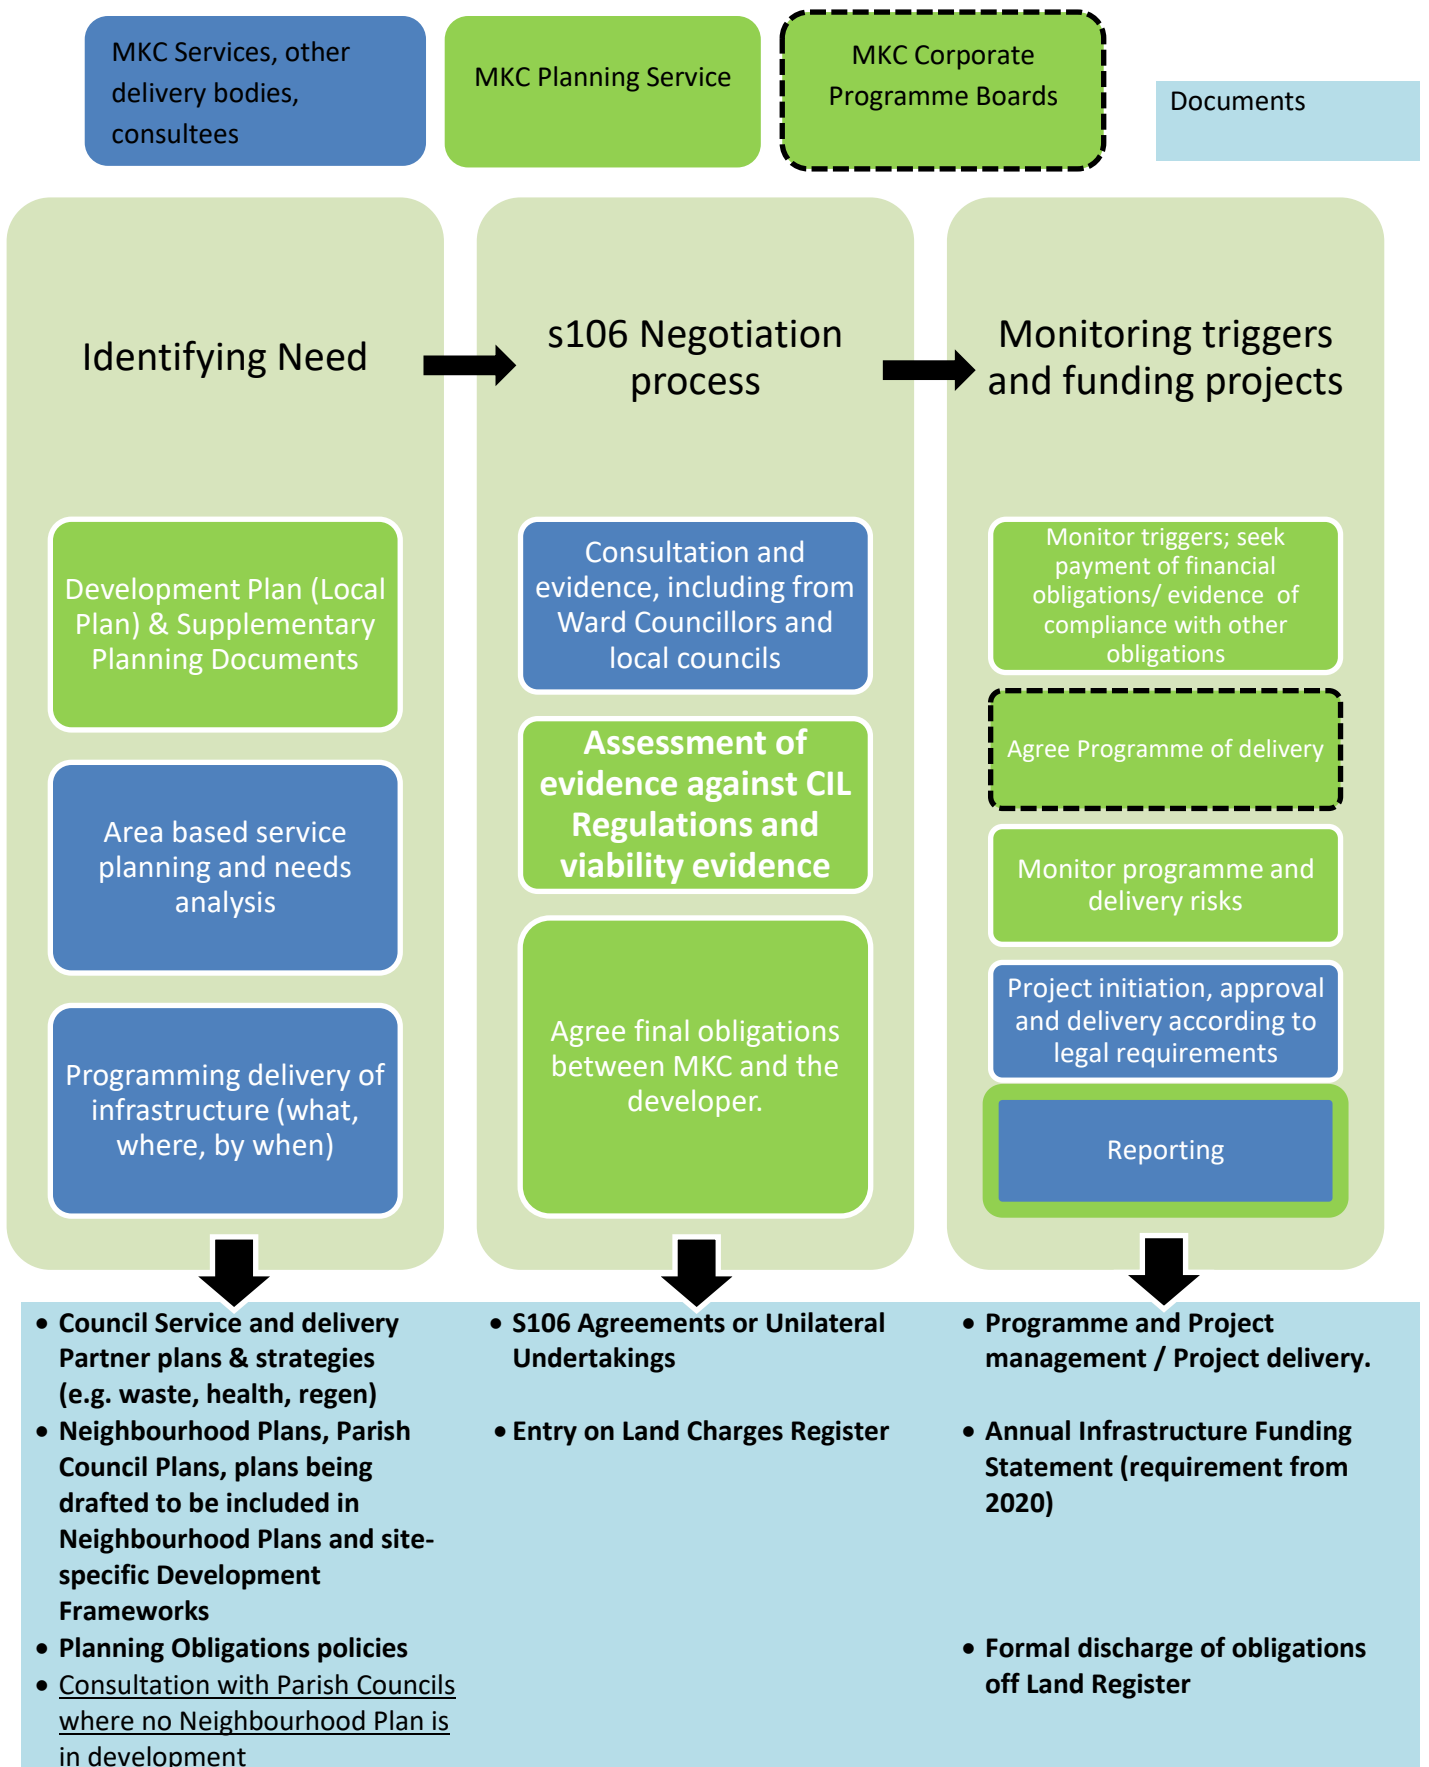 MKC Services, other
delivery bodies,
consultees
MKC Planning Service
MKC Corporate
Programme Boards
Documents
Identifying Need
s106 Negotiation
process
Monitoring triggers
and funding projects
Development Plan (Local
Plan) & Supplementary
Planning Documents
Area based service
planning and needs
analysis
Programming delivery of
infrastructure (what,
where, by when)
Consultation and
evidence, including from
Ward Councillors and
local councils
Assessment of
evidence against CIL
Regulations and
viability evidence
Agree final obligations
between MKC and the
developer.
Monitor triggers; seek
payment of financial
obligations/ evidence of
compliance with other
obligations
Agree Programme of delivery
Monitor programme and
delivery risks
Project initiation, approval
and delivery according to
legal requirements
Reporting
• Council Service and delivery
Partner plans & strategies
(e.g. waste, health, regen)
• Neighbourhood Plans, Parish
Council Plans, plans being
drafted to be included in
Neighbourhood Plans and site-
specific Development
Frameworks
• Planning Obligations policies
• Consultation with Parish Councils
where no Neighbourhood Plan is
in development
• S106 Agreements or Unilateral
Undertakings
• Entry on Land Charges Register
• Programme and Project
management / Project delivery.
• Annual Infrastructure Funding
Statement (requirement from
2020)
• Formal discharge of obligations
off Land Register